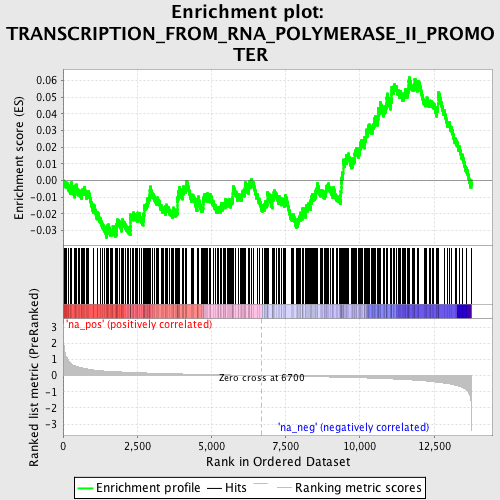 Enrichment plot:
TRANSCRIPTION_FROM_RNA_POLYMERASE_II_PROMO
TER
Enrichment score (ES)
0.06
0.05
0.04
0.03
0.02
0.01
0.00
-0.01
-0.02
-0.03
'na_pos' (positively correlated)
Ranked list metric (PreRanked)
3
2
1
0
-1
-2
-3
Zero cross at 6700
'na_neg' (negatively correlated)
0
2,500
5,000
7,500
10,000
12,500
Rank in Ordered Dataset
Enrichment profile
Hits
Ranking metric scores